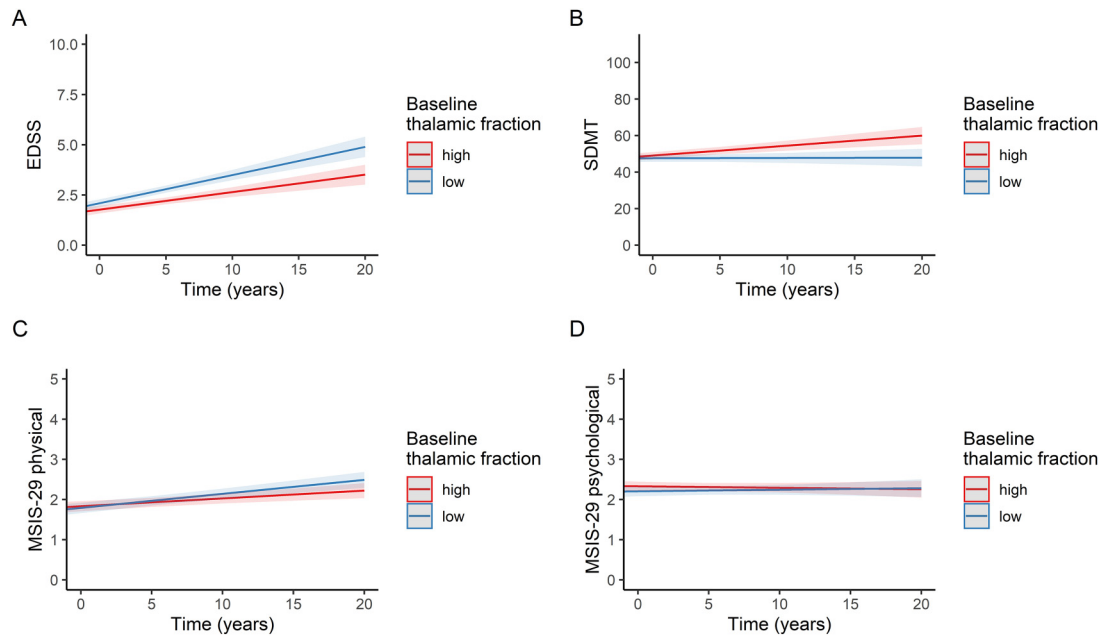 A
10.0
7.5
5.0
2.5
0.0
EDSS
0 5 10 15 20
Time (years)
Baseline
thalamic fraction
high
low
B
100
80
60
40
20
0
SDMT
0 5 10 15 20
Time (years)
Baseline
thalamic fraction
high
low
C
5
4
3
2
1
0
MSIS-29 physical
0 5 10 15 20
Time (years)
Baseline
thalamic fraction
high
low
D
5
4
3
2
1
0
MSIS-29 psychological
0 5 10 15 20
Time (years)
Baseline
thalamic fraction
high
low